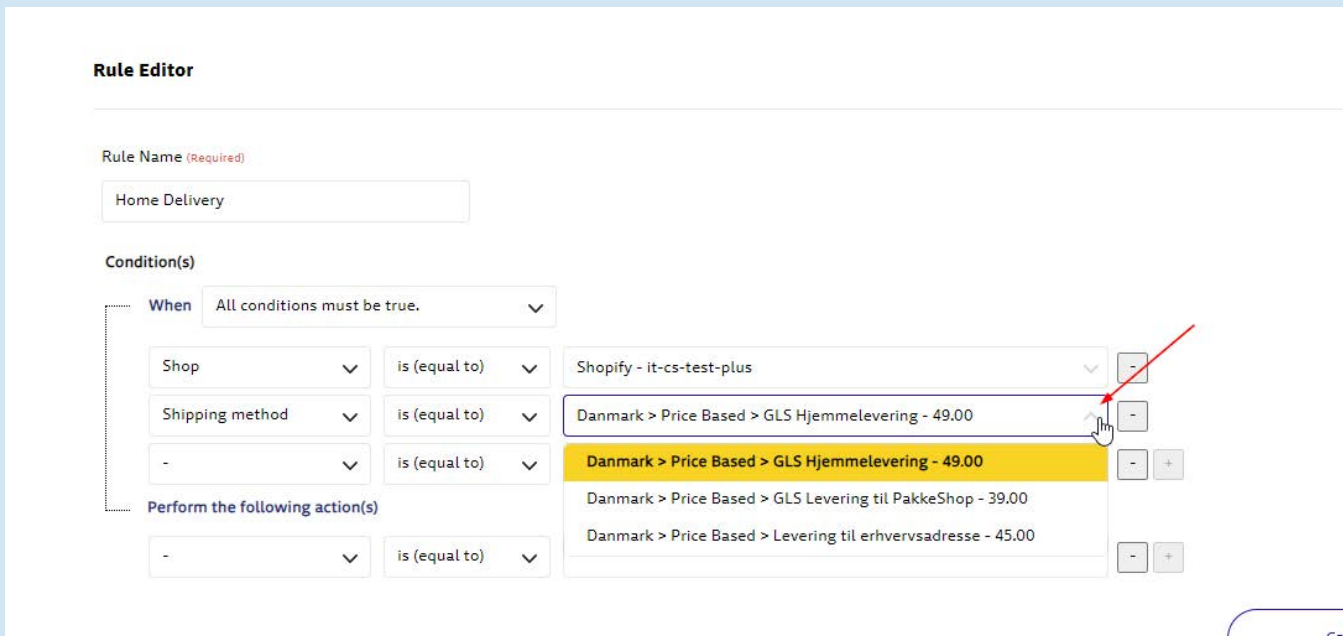 Rule Editor
Rule Name (Required)
Home Delivery
Condition(s)
When All conditions must be true.
Shop is (equal to) Shopify - it-cs-test-plus -
Shipping method is (equal to) Danmark > Price Based > GLS Hjemmelevering - 49.00 -
- is (equal to) Danmark > Price Based > GLS Hjemmelevering - 49.00 - +
Danmark > Price Based > GLS Levering til PakkeShop - 39.00
Perform the following action(s)
Danmark > Price Based > Levering til erhvervsadresse - 45.00
- is (equal to) - +